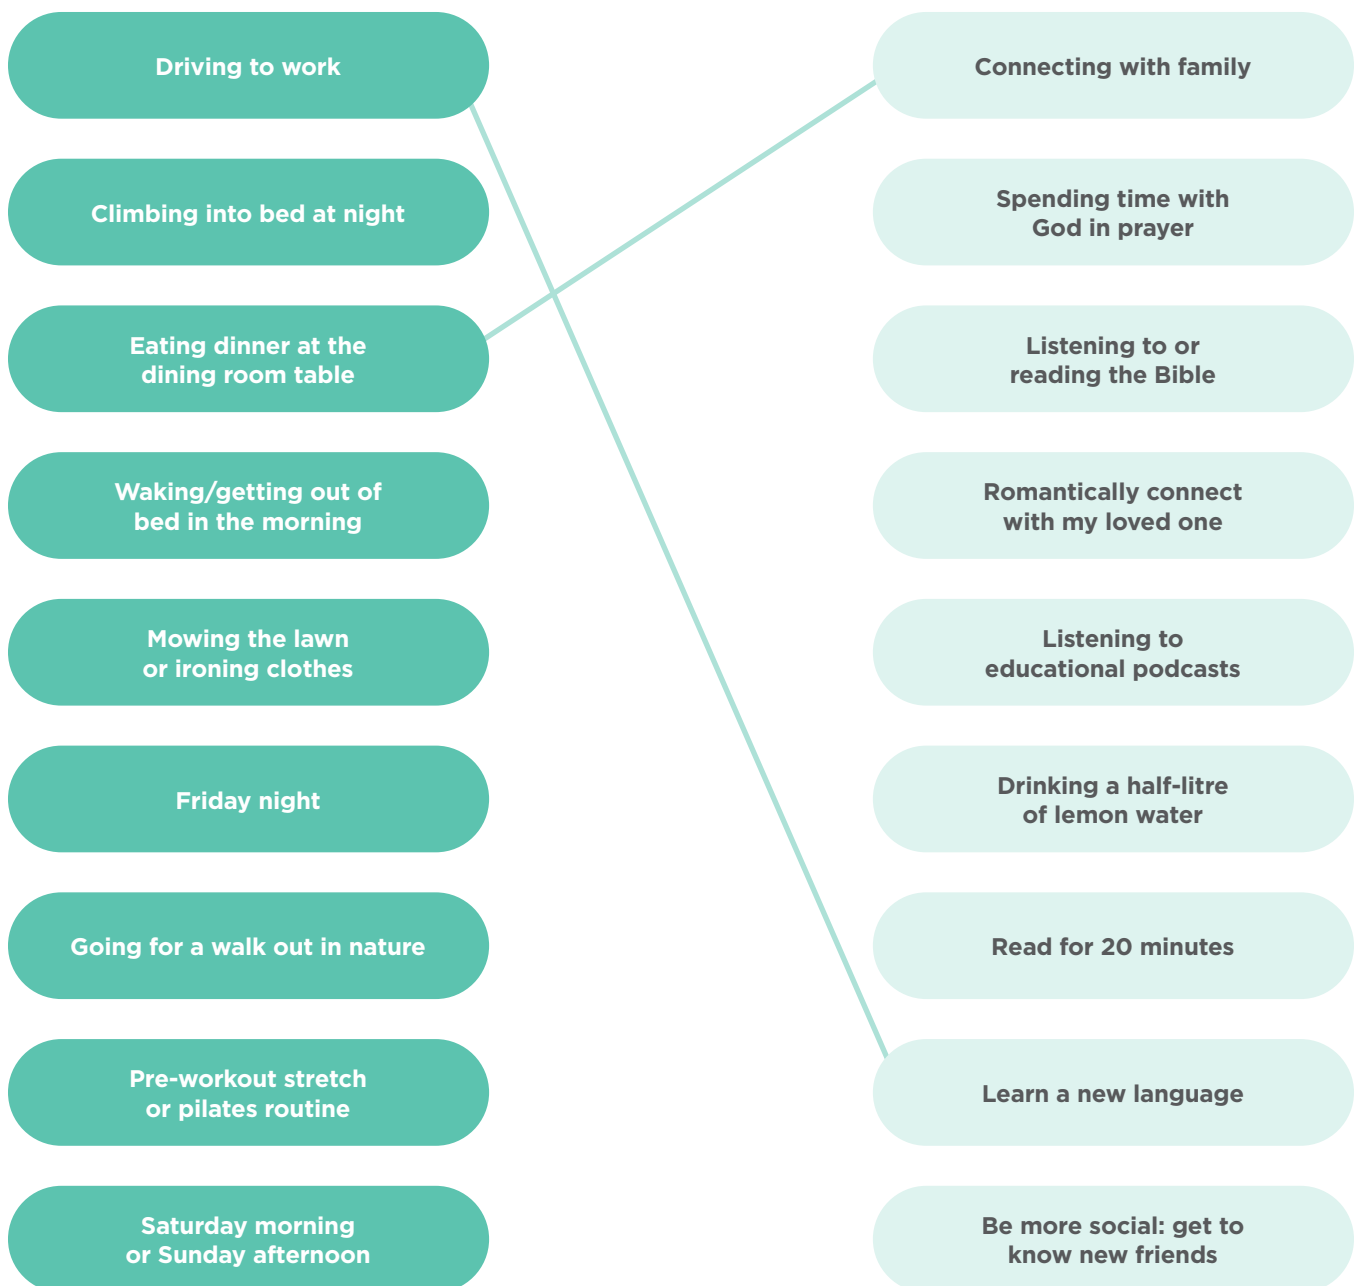 Driving to work
Connecting with family
Climbing into bed at night
Spending time with
God in prayer
Eating dinner at the
dining room table
Listening to or
reading the Bible
Waking/getting out of
bed in the morning
Romantically connect
with my loved one
Mowing the lawn
or ironing clothes
Listening to
educational podcasts
Friday night
Drinking a half-litre
of lemon water
Going for a walk out in nature
Read for 20 minutes
Pre-workout stretch
or pilates routine
Learn a new language
Saturday morning
or Sunday afternoon
Be more social: get to
know new friends